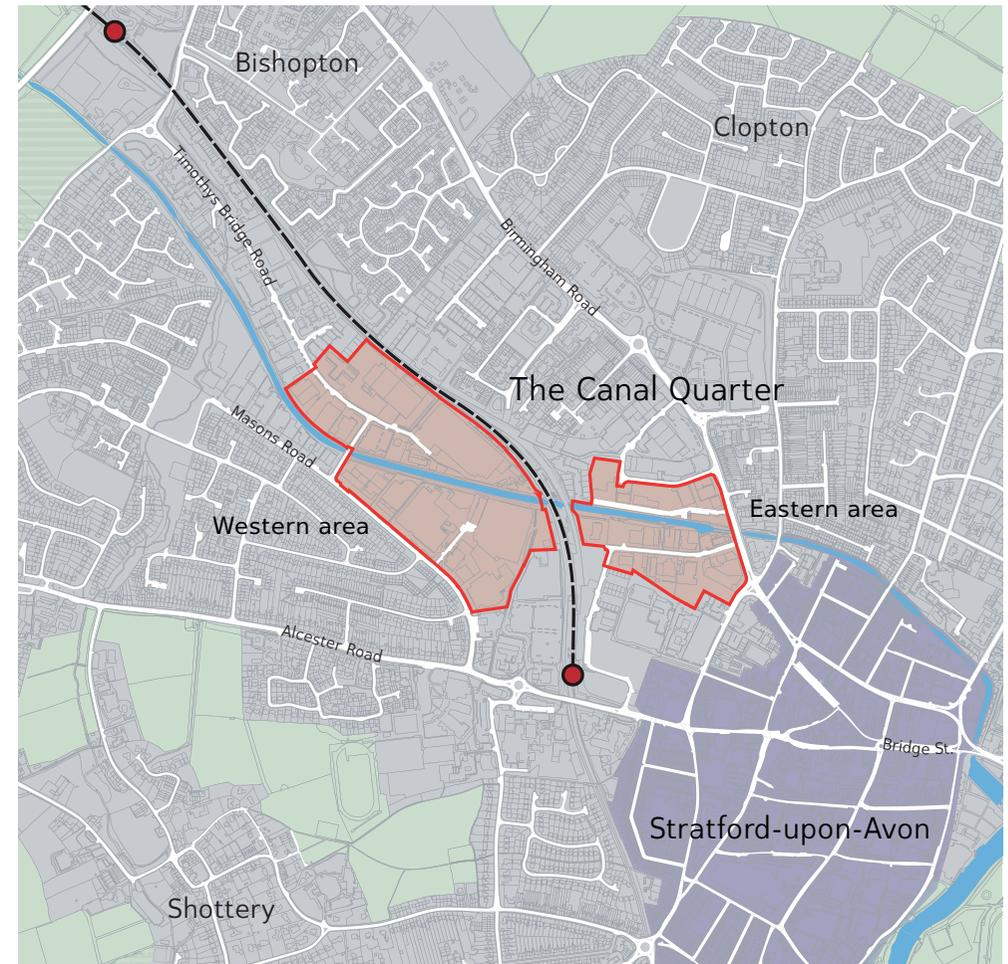 Bishopton
Clopton
Timothys Bridge Road
Birmingham Road
The Canal Quarter
Masons Road
Western area
Eastern area
Alcester Road
Bridge St.
Stratford-upon-Avon
Shottery